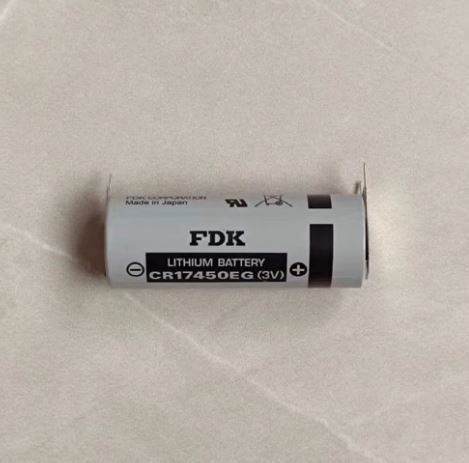 FDK CORPORATION
Made in Japan
FDK
LITHIUM BATTERY
CR17450EG (3V)